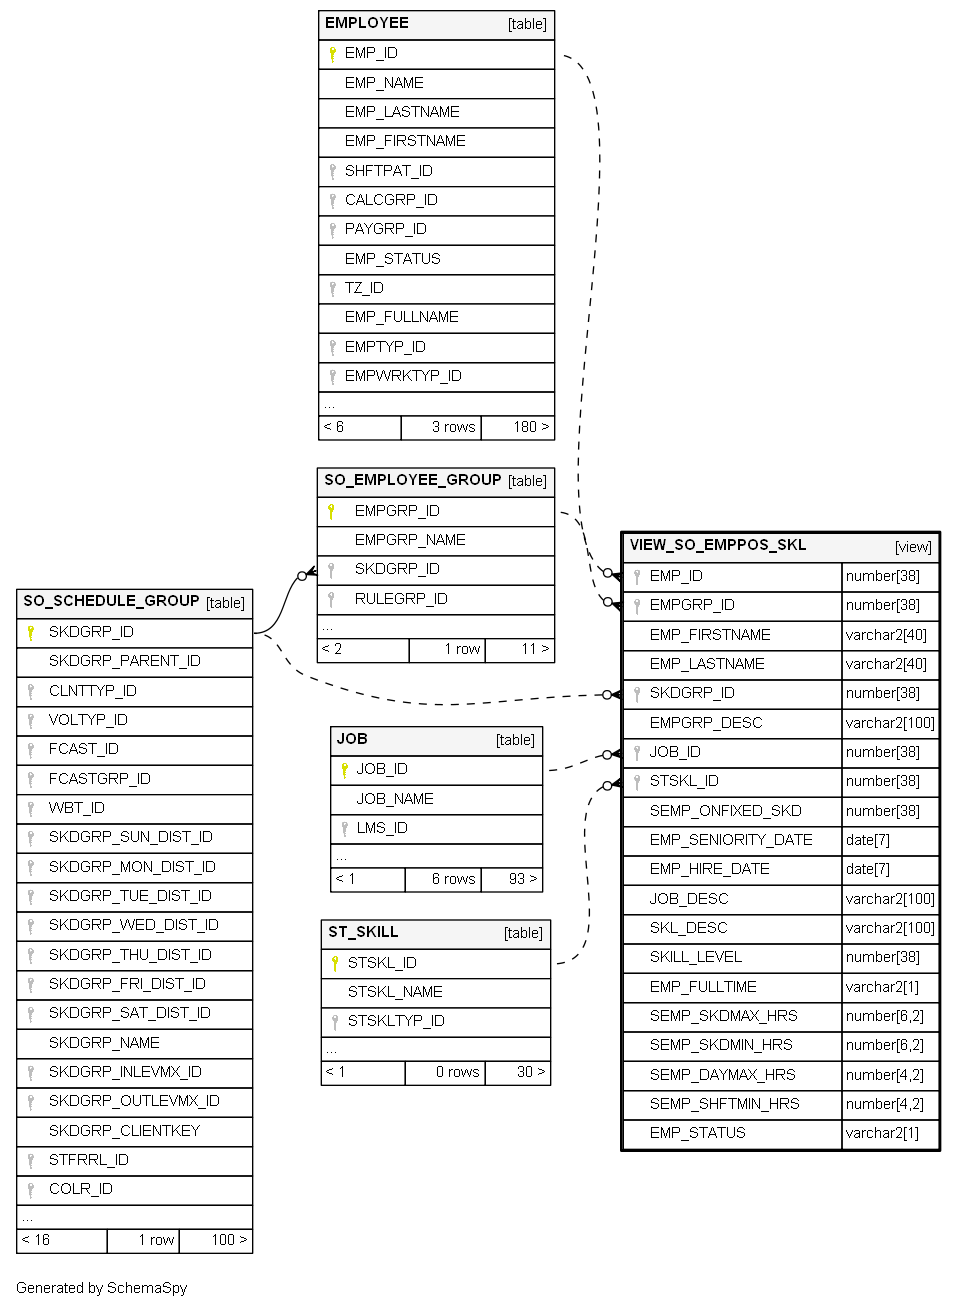 EMPLOYEE [table]
EMP_ID
EMP_NAME
EMP_LASTNAME
EMP_FIRSTNAME
SHFTPAT_ID
CALCGRP_ID
PAYGRP_ID
EMP_STATUS
TZ_ID
EMP_FULLNAME
EMPTYP_ID
EMPWRKTYP_ID
...
< 6 3 rows 180 >
SO_EMPLOYEE_GROUP [table]
EMPGRP_ID
EMPGRP_NAME
SKDGRP_ID
RULEGRP_ID
...
< 2 1 row 11 >
SO_SCHEDULE_GROUP [table]
SKDGRP_ID
SKDGRP_PARENT_ID
CLNTTYP_ID
VOLTYP_ID
FCAST_ID
FCASTGRP_ID
WBT_ID
SKDGRP_SUN_DIST_ID
SKDGRP_MON_DIST_ID
SKDGRP_TUE_DIST_ID
SKDGRP_WED_DIST_ID
SKDGRP_THU_DIST_ID
SKDGRP_FRI_DIST_ID
SKDGRP_SAT_DIST_ID
SKDGRP_NAME
SKDGRP_INLEVMX_ID
SKDGRP_OUTLEVMX_ID
SKDGRP_CLIENTKEY
STFRRL_ID
COLR_ID
...
< 16 1 row 100 >
JOB [table]
JOB_ID
JOB_NAME
LMS_ID
...
< 1 6 rows 93 >
ST_SKILL [table]
STSKL_ID
STSKL_NAME
STSKLTYP_ID
...
< 1 0 rows 30 >
VIEW_SO_EMPPOS_SKL [view]
EMP_ID number[38]
EMPGRP_ID number[38]
EMP_FIRSTNAME varchar2[40]
EMP_LASTNAME varchar2[40]
SKDGRP_ID number[38]
EMPGRP_DESC varchar2[100]
JOB_ID number[38]
STSKL_ID number[38]
SEMP_ONFIXED_SKD number[38]
EMP_SENIORITY_DATE date[7]
EMP_HIRE_DATE date[7]
JOB_DESC varchar2[100]
SKL_DESC varchar2[100]
SKILL_LEVEL number[38]
EMP_FULLTIME varchar2[1]
SEMP_SKDMAX_HRS number[6,2]
SEMP_SKDMIN_HRS number[6,2]
SEMP_DAYMAX_HRS number[4,2]
SEMP_SHFTMIN_HRS number[4,2]
EMP_STATUS varchar2[1]
Generated by SchemaSpy